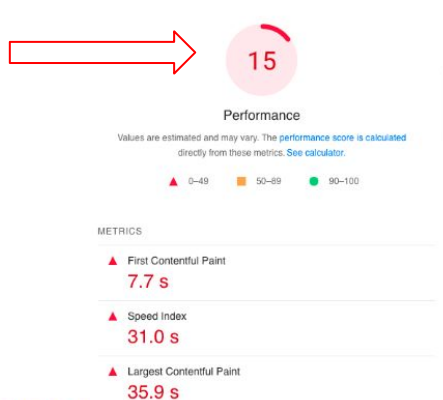 15
Performance
Values are estimated and may vary. The performance score is calculated
directly from these metrics. See calculator.
0–49 50–89 90–100
METRICS
First Contentful Paint
7.7 s
Speed Index
31.0 s
Largest Contentful Paint
35.9 s